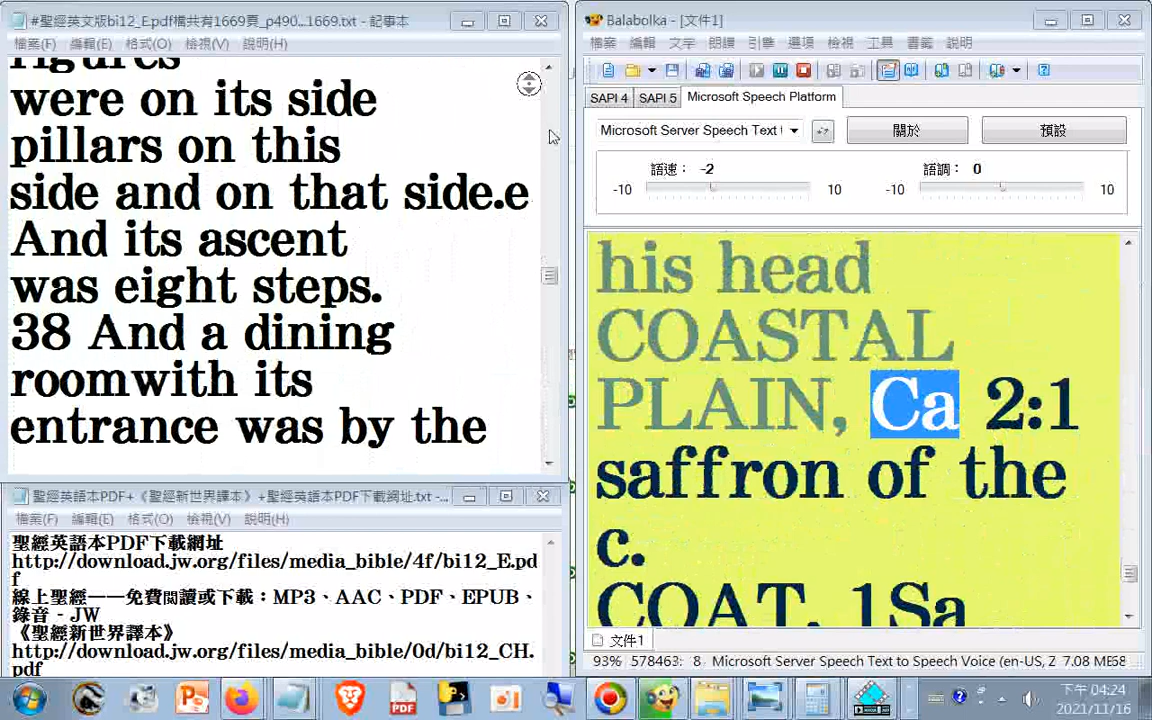 #聖經英文版bi12_E.pdf橫共有1669頁_p490...1669.txt - 記事本
檔案(F) 編輯(E) 格式(O) 檢視(V) 說明(H)
figures
were on its side
pillars on this
side and on that side.e
And its ascent
was eight steps.
38 And a dining
roomwith its
entrance was by the
聖經英語本PDF+《聖經新世界譯本》+聖經英語本PDF下載網址.txt -...
檔案(F) 編輯(E) 格式(O) 檢視(V) 說明(H)
聖經英語本PDF下載網址
http://download.jw.org/files/media_bible/4f/bi12_E.pd
f
線上聖經——免費閱讀或下載：MP3、AAC、PDF、EPUB、
錄音 - JW
《聖經新世界譯本》
http://download.jw.org/files/media_bible/0d/bi12_CH.
pdf
Balabolka - [文件1]
檔案 編輯 文字 朗讀 引擎 選項 檢視 工具 書籤 說明
SAPI 4 SAPI 5 Microsoft Speech Platform
Microsoft Server Speech Text 關於 預設
語速： -2 語調： 0
-10 10 -10 10
his head
COASTAL
PLAIN, Ca 2:1
saffron of the
c.
COAT, 1Sa
文件1
93% 578463: 8 Microsoft Server Speech Text to Speech Voice (en-US, Z 7.08 MB
下午 04:24
2021/11/16